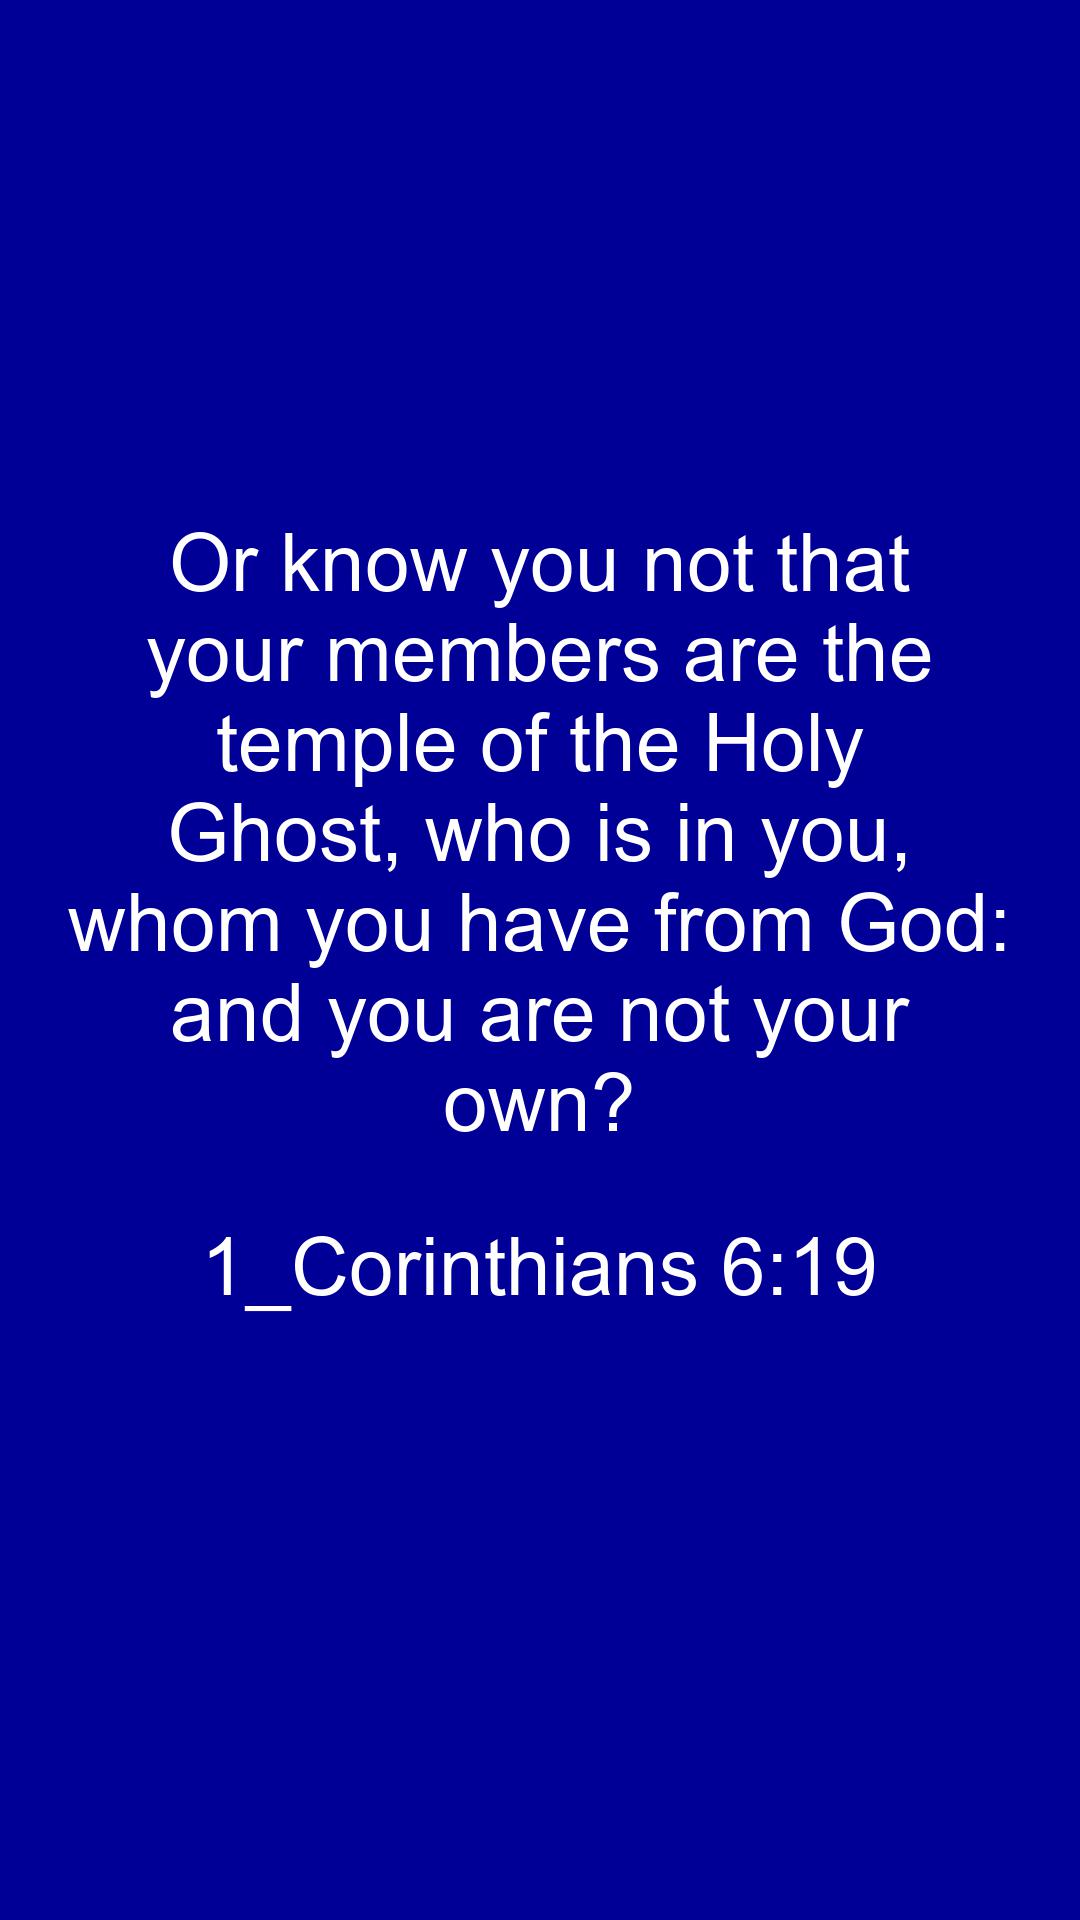 Or know you not that
your members are the
temple of the Holy
Ghost, who is in you,
whom you have from God:
and you are not your
own?
1_Corinthians 6:19